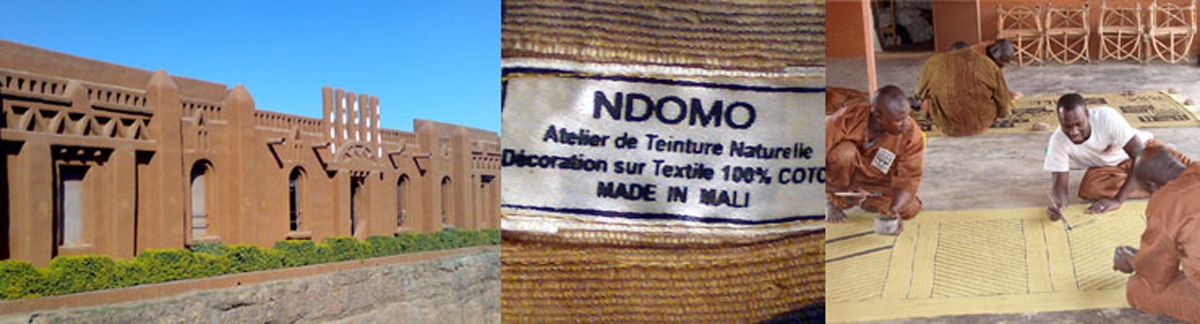 NDOMO
Atelier de Teinture Naturelle
Décoration sur Textile 100% COTO
MADE IN MALI